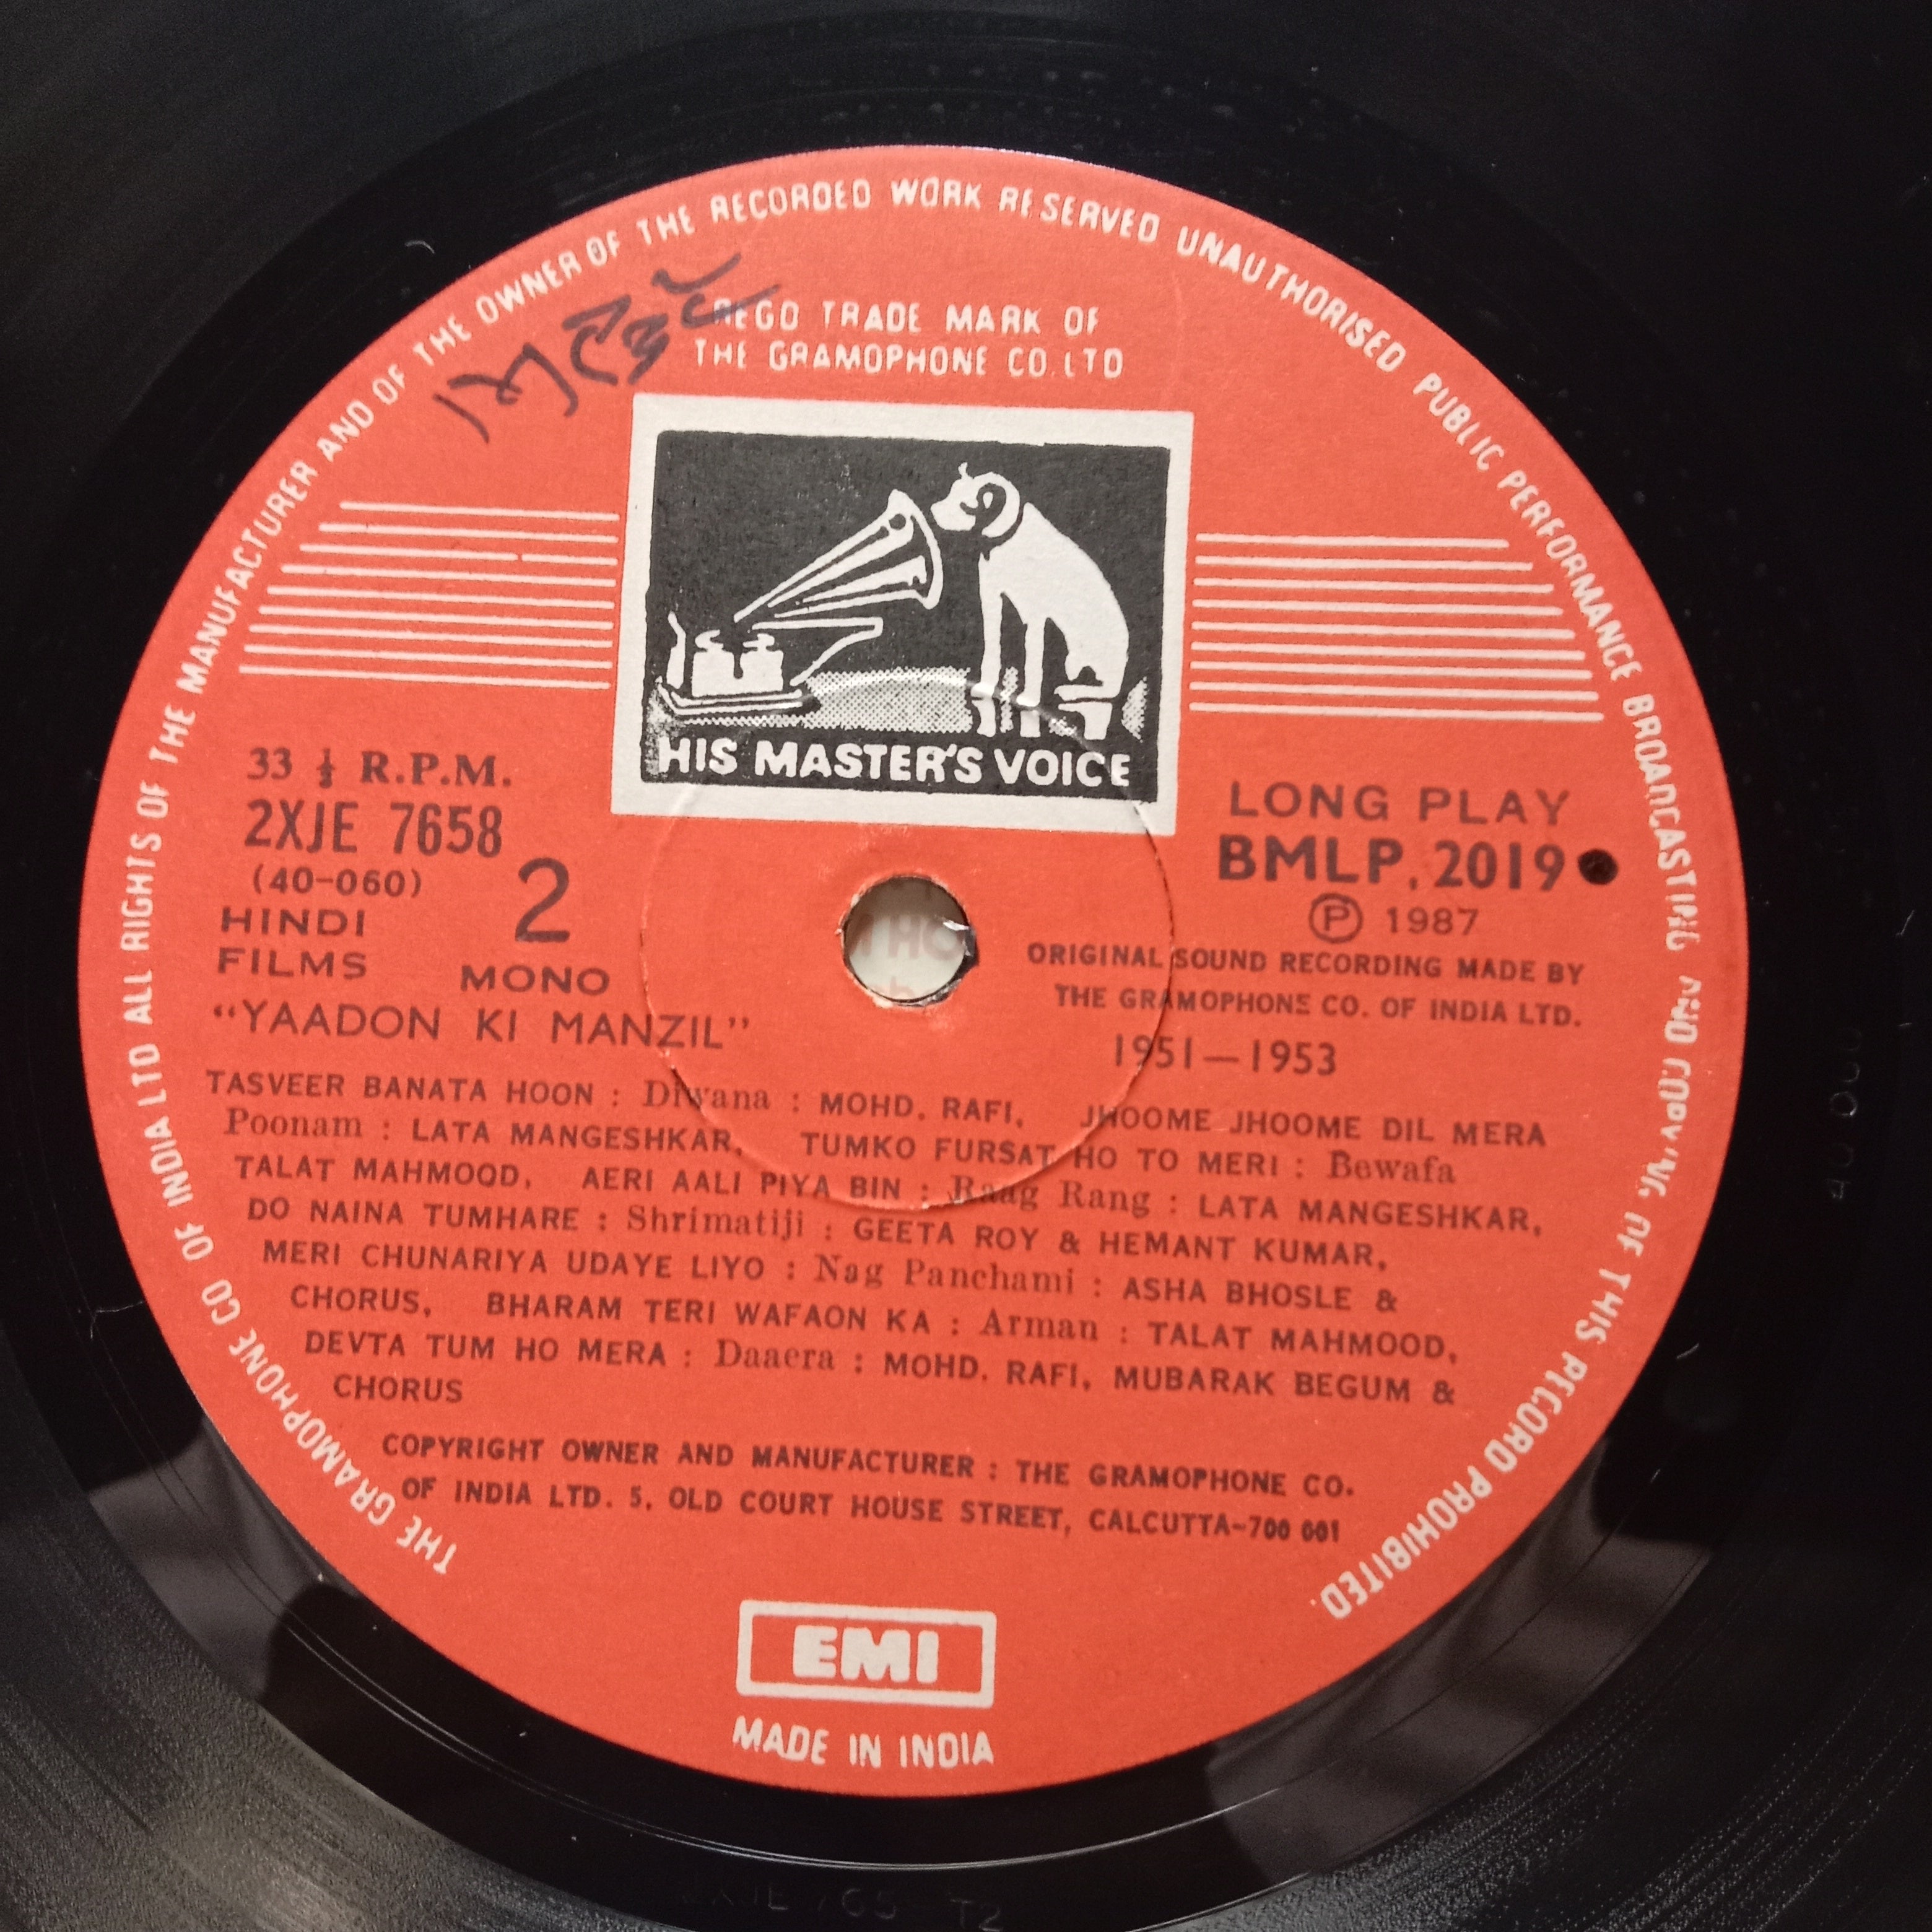 THE GRAMOPHONE CO OF INDIA LTD ALL RIGHTS OF THE MANUFACTURER AND OF THE OWNER OF THE RECORDED WORK RESERVED UNAUTHORISED PUBLIC PERFORMANCE BROADCASTING AND COPYING OF THIS RECORD PROHIBITED.
REGD TRADE MARK OF
THE GRAMOPHONE CO. LTD
HIS MASTER'S VOICE
33 ⅓ R.P.M.
2XJE 7658
(40-060)
2
HINDI
FILMS
MONO
LONG PLAY
BMLP. 2019
Ⓟ 1987
ORIGINAL SOUND RECORDING MADE BY
THE GRAMOPHONE CO. OF INDIA LTD.
"YAADON KI MANZIL"
1951—1953
TASVEER BANATA HOON : Diwana : MOHD. RAFI, JHOOME JHOOME DIL MERA
Poonam : LATA MANGESHKAR, TUMKO FURSAT HO TO MERI : Bewafa
TALAT MAHMOOD, AERI AALI PIYA BIN : Raag Rang : LATA MANGESHKAR,
DO NAINA TUMHARE : Shrimatiji : GEETA ROY & HEMANT KUMAR,
MERI CHUNARIYA UDAYE LIYO : Nag Panchami : ASHA BHOSLE &
CHORUS, BHARAM TERI WAFAON KA : Arman : TALAT MAHMOOD,
DEVTA TUM HO MERA : Daaera : MOHD. RAFI, MUBARAK BEGUM &
CHORUS
COPYRIGHT OWNER AND MANUFACTURER : THE GRAMOPHONE CO.
OF INDIA LTD. 5, OLD COURT HOUSE STREET, CALCUTTA-700 001
EMI
MADE IN INDIA